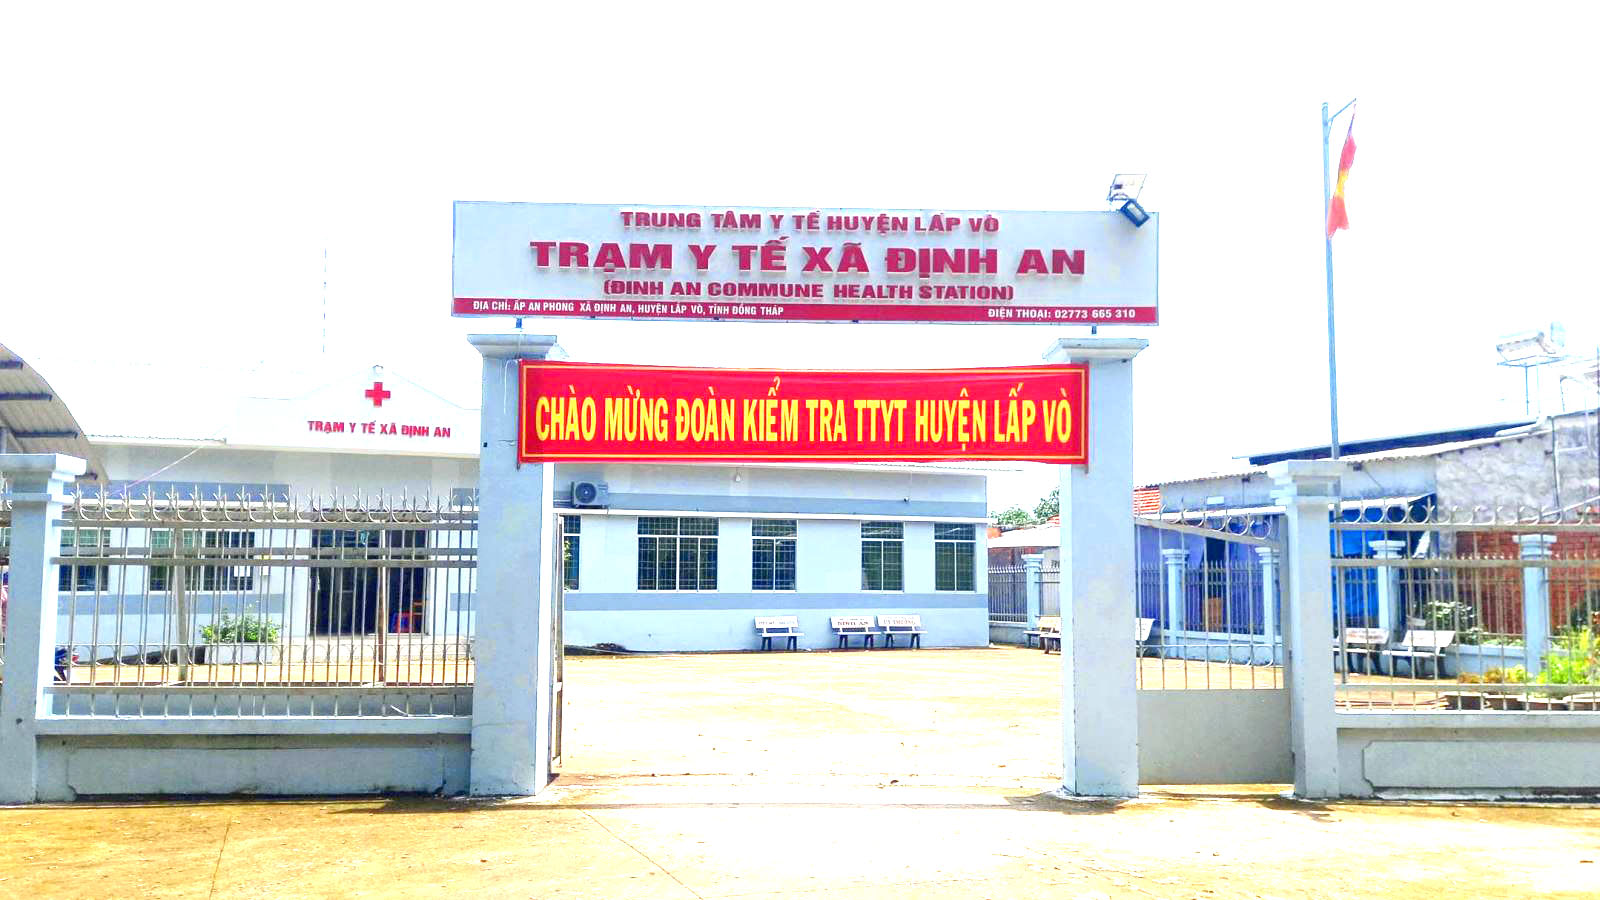 TRUNG TÂM Y TẾ HUYỆN LẤP VÒ
TRẠM Y TẾ XÃ ĐỊNH AN
(ĐINH AN COMMUNE HEALTH STATION)
ĐỊA CHỈ: ẤP AN PHONG XÃ ĐỊNH AN, HUYỆN LẤP VÒ, TỈNH ĐỒNG THÁP
ĐIỆN THOẠI: 02773 665 310
CHÀO MỪNG ĐOÀN KIỂM TRA TTYT HUYỆN LẤP VÒ
TRẠM Y TẾ XÃ ĐỊNH AN